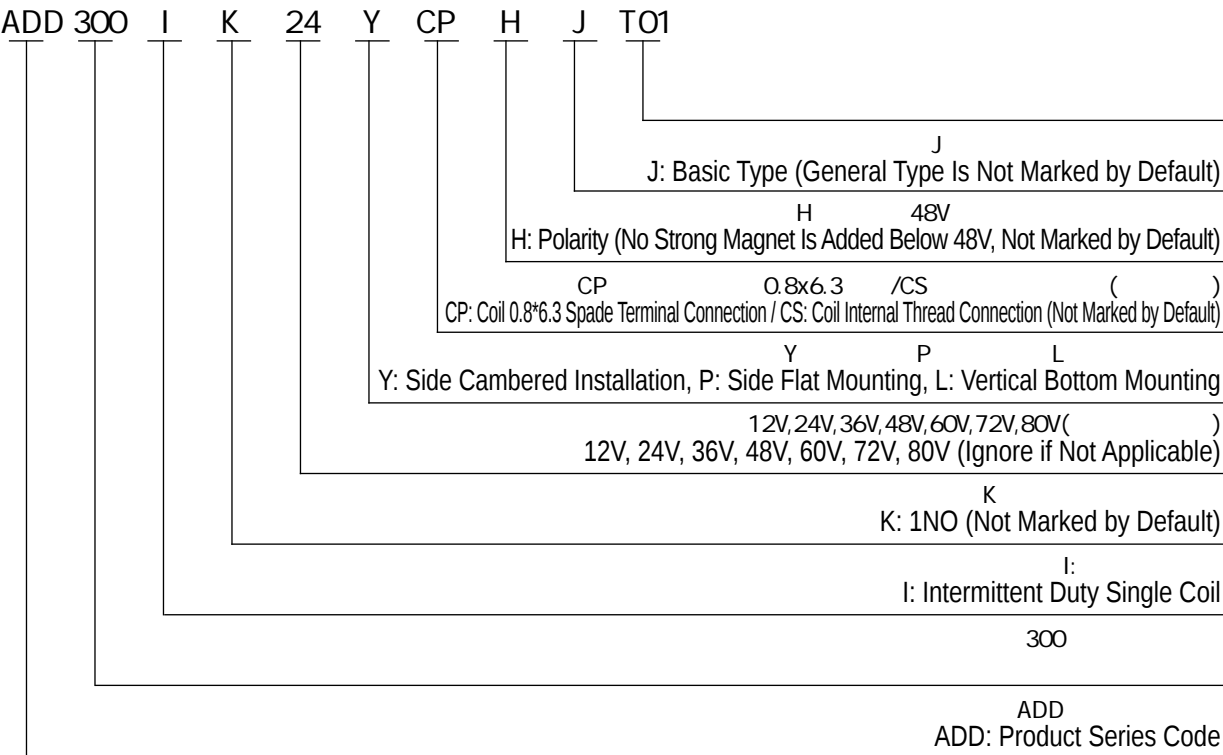 ADD 300 I K 24 Y CP H J T01
J
J: Basic Type (General Type Is Not Marked by Default)
H 48V
H: Polarity (No Strong Magnet Is Added Below 48V, Not Marked by Default)
CP 0.8x6.3 /CS ( )
CP: Coil 0.8*6.3 Spade Terminal Connection / CS: Coil Internal Thread Connection (Not Marked by Default)
Y P L
Y: Side Cambered Installation, P: Side Flat Mounting, L: Vertical Bottom Mounting
12V,24V,36V,48V,60V,72V,80V( )
12V, 24V, 36V, 48V, 60V, 72V, 80V (Ignore if Not Applicable)
K
K: 1NO (Not Marked by Default)
I:
I: Intermittent Duty Single Coil
300
ADD
ADD: Product Series Code